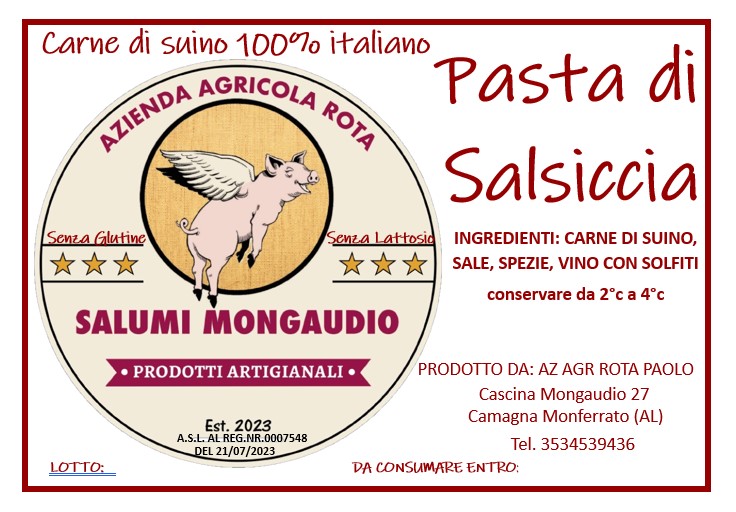 Carne di suino 100% italiano
Pasta di
Salsiccia
AZIENDA AGRICOLA ROTA
Senza Glutine
Senza Lattosio
SALUMI MONGAUDIO
• PRODOTTI ARTIGIANALI •
Est. 2023
A.S.L. AL REG.NR.0007548
DEL 21/07/2023
INGREDIENTI: CARNE DI SUINO,
SALE, SPEZIE, VINO CON SOLFITI
conservare da 2°c a 4°c
PRODOTTO DA: AZ AGR ROTA PAOLO
Cascina Mongaudio 27
Camagna Monferrato (AL)
Tel. 3534539436
LOTTO:
DA CONSUMARE ENTRO: